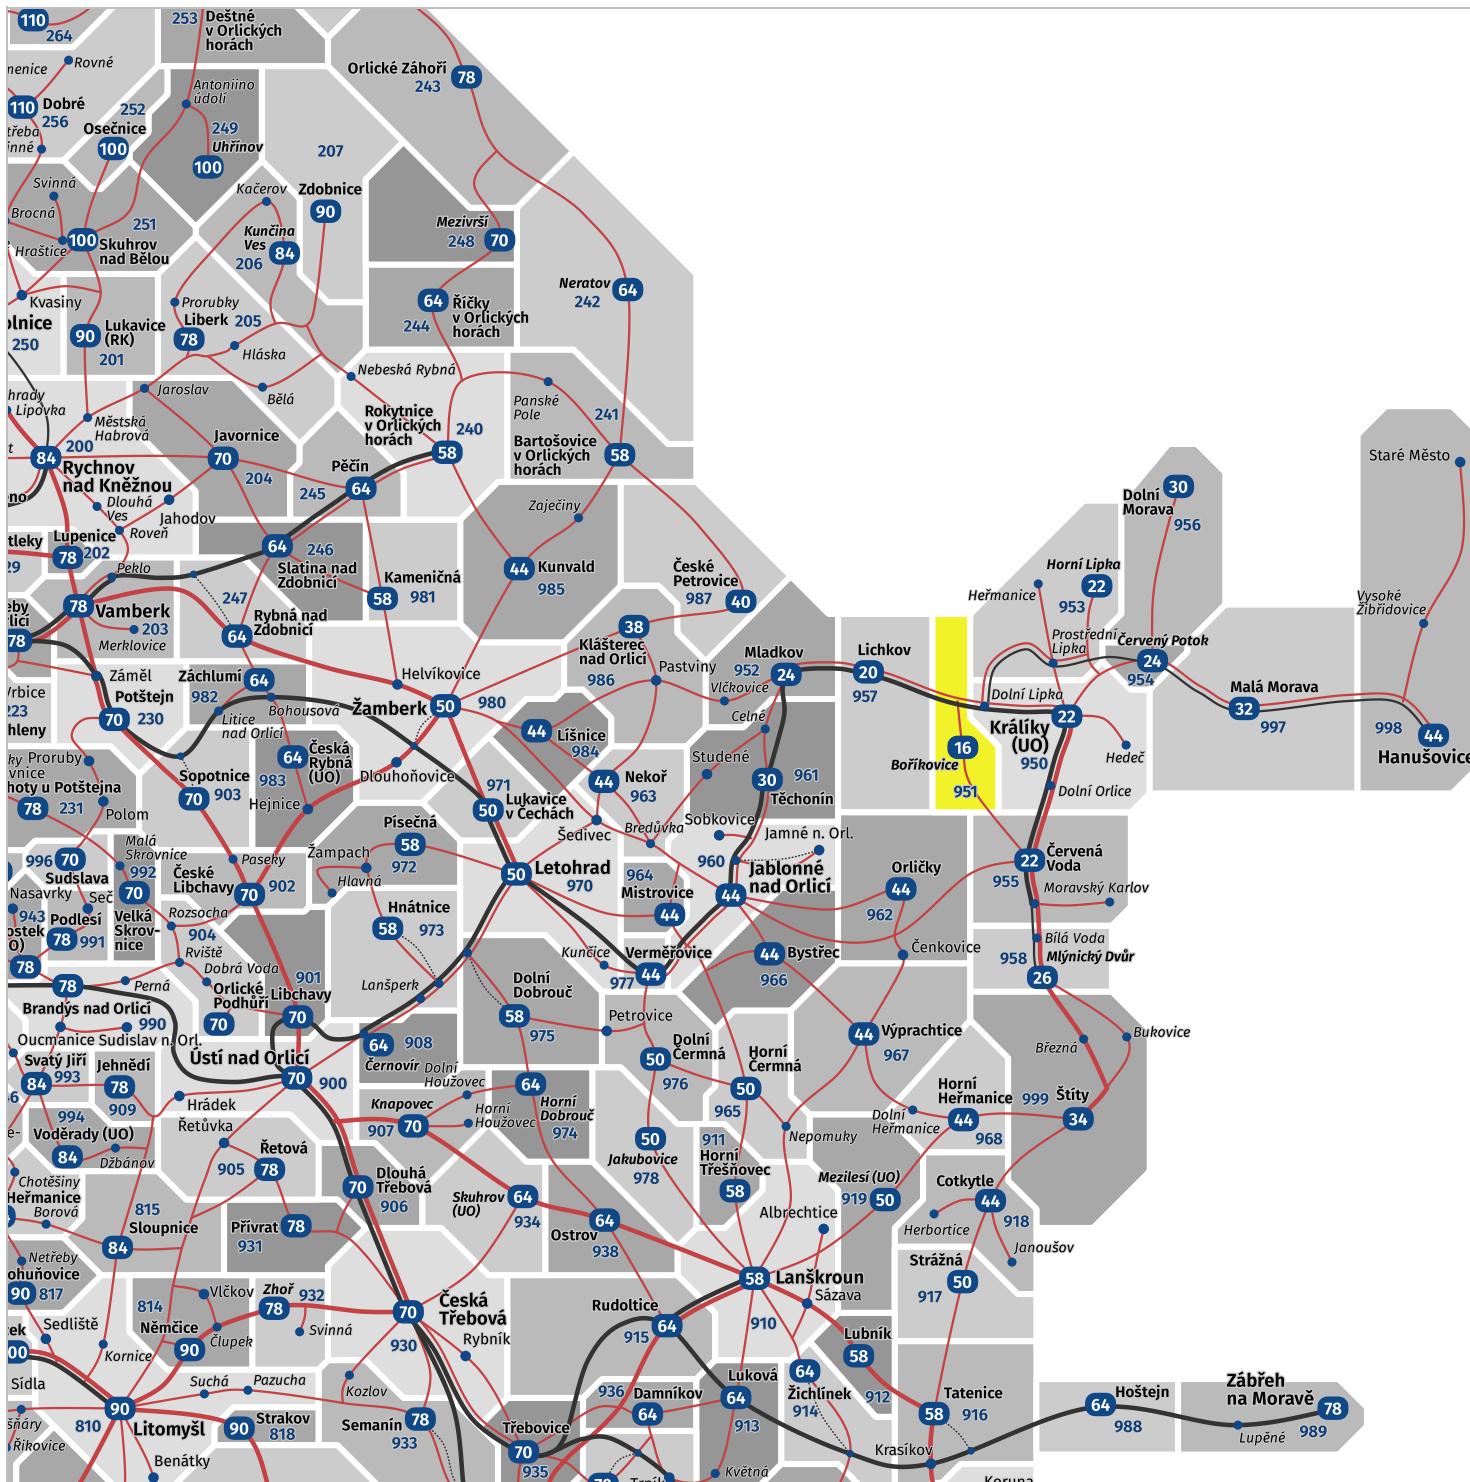 110
264
253
Deštné
v Orlických
horách
Rovné
menice
Orlické Záhoří
78
243
Antoniino
údolí
110
Dobré
256
252
Osečnice
100
249
Uhřínov
100
207
Svinná
Brocná
Hraštice
100
Skuhrov
nad Bělou
251
Kačerov
Zdobnice
90
Kunčina
Ves
84
206
Mezivrší
248
70
Neratov
64
242
Kvasiny
olnice
250
90
Lukavice
(RK)
201
Prorubky
Liberk
205
78
Hláska
Bělá
64
Říčky
v Orlických
horách
244
Nebeská Rybná
hrady
Lipovka
Jaroslav
Městská
Habrová
Panské
Pole
241
Rokytnice
v Orlických
horách
240
58
Bartošovice
v Orlických
horách
58
84
200
Rychnov
nad Kněžnou
Javornice
70
204
Pěčín
245
64
Dlouhá
Ves
Jahodov
Roveň
Zaječiny
Staré Město
Dolní
Morava
30
956
tleky
29
Lupenice
78
202
Peklo
64
246
Slatina nad
Zdobnicí
Kameničná
58
981
44
Kunvald
985
České
Petrovice
987
40
Horní Lipka
22
953
Heřmanice
Vysoké
Žibřidovice
78
Vamberk
203
Merklovice
247
Rybná nad
Zdobnicí
64
38
Klášterec
nad Orlicí
986
Prostřední
Lipka
Červený Potok
24
954
78
Záměl
Potštejn
70
230
Záchlumí
64
982
Litice
nad Orlicí
Bohousová
Helvíkovice
Žamberk
50
980
Pastviny
Mladkov
952
24
Vlčkovice
Celné
Lichkov
20
957
Dolní Lipka
Králíky
(UO)
22
950
Malá Morava
32
997
998
44
Hanušovice
Vrbice
223
hleny
Proruby
hoty u Potštejna
78
231
Polom
Sopotnice
70
903
64
Česká
Rybná
(UO)
983
Hejnice
Dlouhoňovice
44
Líšnice
984
Nekoř
44
963
Studené
30
961
Těchonín
16
Boříkovice
951
Hedeč
Dolní Orlice
971
Lukavice
v Čechách
50
Šedivec
Bredůvka
Sobkovice
Jamné n. Orl.
Malá
Skrovnice
992
996
70
Sudslava
Nasavrky
Seč
943
Podlesí
78
991
Velká
Skrov-
nice
70
České
Libchavy
Paseky
70
902
Písečná
58
972
Žampach
Hlavná
Letohrad
50
970
964
Mistrovice
44
960
Jablonné
nad Orlicí
44
Orličky
44
962
22
Červená
Voda
955
Moravský Karlov
Rozsocha
904
Rviště
Hnátnice
58
973
Verměřovice
44
977
Kunčice
44
Bystřec
966
Čenkovice
Bílá Voda
958
Mlýnický Dvůr
26
78
78
Perná
Brandýs nad Orlicí
990
Dobrá Voda
901
Orlické
Podhůří
70
Libchavy
70
Lanšperk
Dolní
Dobrouč
58
975
Petrovice
44
Výprachtice
967
Bukovice
Březná
Oucmanice
Sudislav n. Orl.
Svatý Jiří
84
993
Jehnědí
78
909
Ústí nad Orlicí
70
900
64
908
Černovír
Dolní
Houžovec
64
Dolní
Čermná
50
976
Horní
Čermná
50
965
Horní
Heřmanice
44
968
999
Štíty
34
Hrádek
Řetůvka
994
Voděrady (UO)
84
Džbánov
Knapovec
907
70
Horní
Houžovec
Horní
Dobrouč
974
50
Jakubovice
978
911
Horní
Třešňovec
58
Nepomuky
Dolní
Heřmanice
Řetová
78
905
Chotěšiny
Heřmanice
Borová
815
Sloupnice
84
Dlouhá
Třebová
70
906
Skuhrov
(UO)
64
934
64
Ostrov
938
Mezilesí (UO)
919
50
Cotkytle
44
918
Herbortice
Janoušov
Přívrat
78
931
Albrechtice
Netřeby
ohuňovice
90
817
Strážná
50
917
58
Lanškroun
Sázava
910
814
Vlčkov
Zhoř
78
932
Svinná
Němčice
90
Člupek
Česká
Třebová
70
930
Rybník
Rudoltice
915
64
Lubník
58
912
Sedliště
Kornice
Sídla
Suchá
Pazucha
Kozlov
936
Damníkov
64
Luková
64
913
64
Žichlínek
914
Tatenice
58
916
Hoštejn
64
988
Zábřeh
na Moravě
78
Lupěné
989
90
Litomyšl
810
Strakov
90
818
Semanín
78
933
Třebovice
70
935
Řikovice
Benátky
Květná
Krasíkov
Koruna